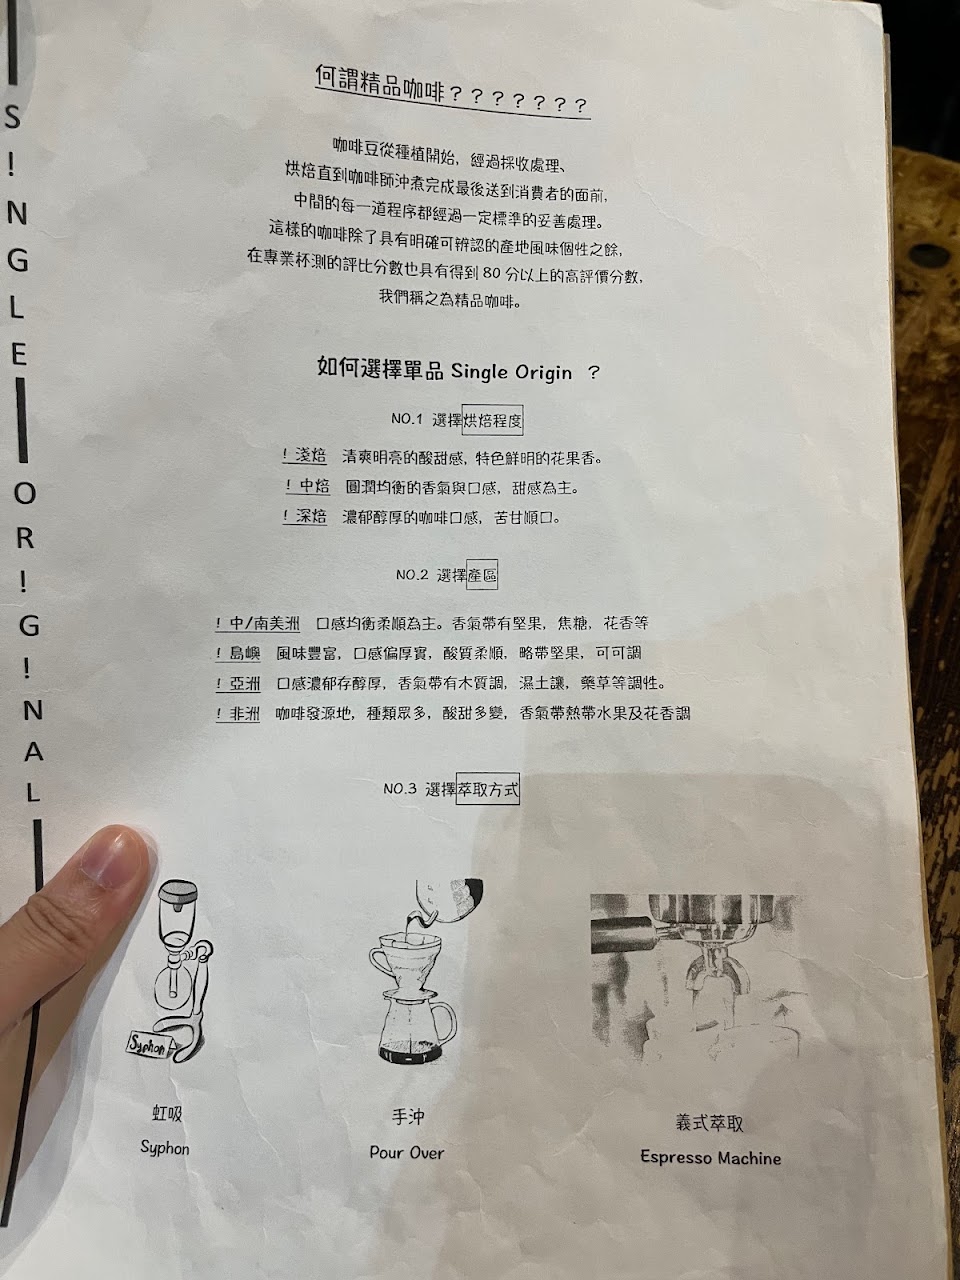 S!NGLE OR!G!NAL
何謂精品咖啡???????
咖啡豆從種植開始，經過採收處理、
烘焙直到咖啡師沖煮完成最後送到消費者的面前，
中間的每一道程序都經過一定標準的妥善處理。
這樣的咖啡除了具有明確可辨認的產地風味個性之餘，
在專業杯測的評比分數也具有得到 80 分以上的高評價分數，
我們稱之為精品咖啡。
如何選擇單品 Single Origin ?
NO.1 選擇烘焙程度
! 淺焙 清爽明亮的酸甜感，特色鮮明的花果香。
! 中焙 圓潤均衡的香氣與口感，甜感為主。
! 深焙 濃郁醇厚的咖啡口感，苦甘順口。
NO.2 選擇產區
! 中/南美洲 口感均衡柔順為主。香氣帶有堅果，焦糖，花香等
! 島嶼 風味豐富，口感偏厚實，酸質柔順，略帶堅果，可可調
! 亞洲 口感濃郁存醇厚，香氣帶有木質調，濕土讓，藥草等調性。
! 非洲 咖啡發源地，種類眾多，酸甜多變，香氣帶熱帶水果及花香調
NO.3 選擇萃取方式
Syphon
虹吸
Syphon
手沖
Pour Over
義式萃取
Espresso Machine